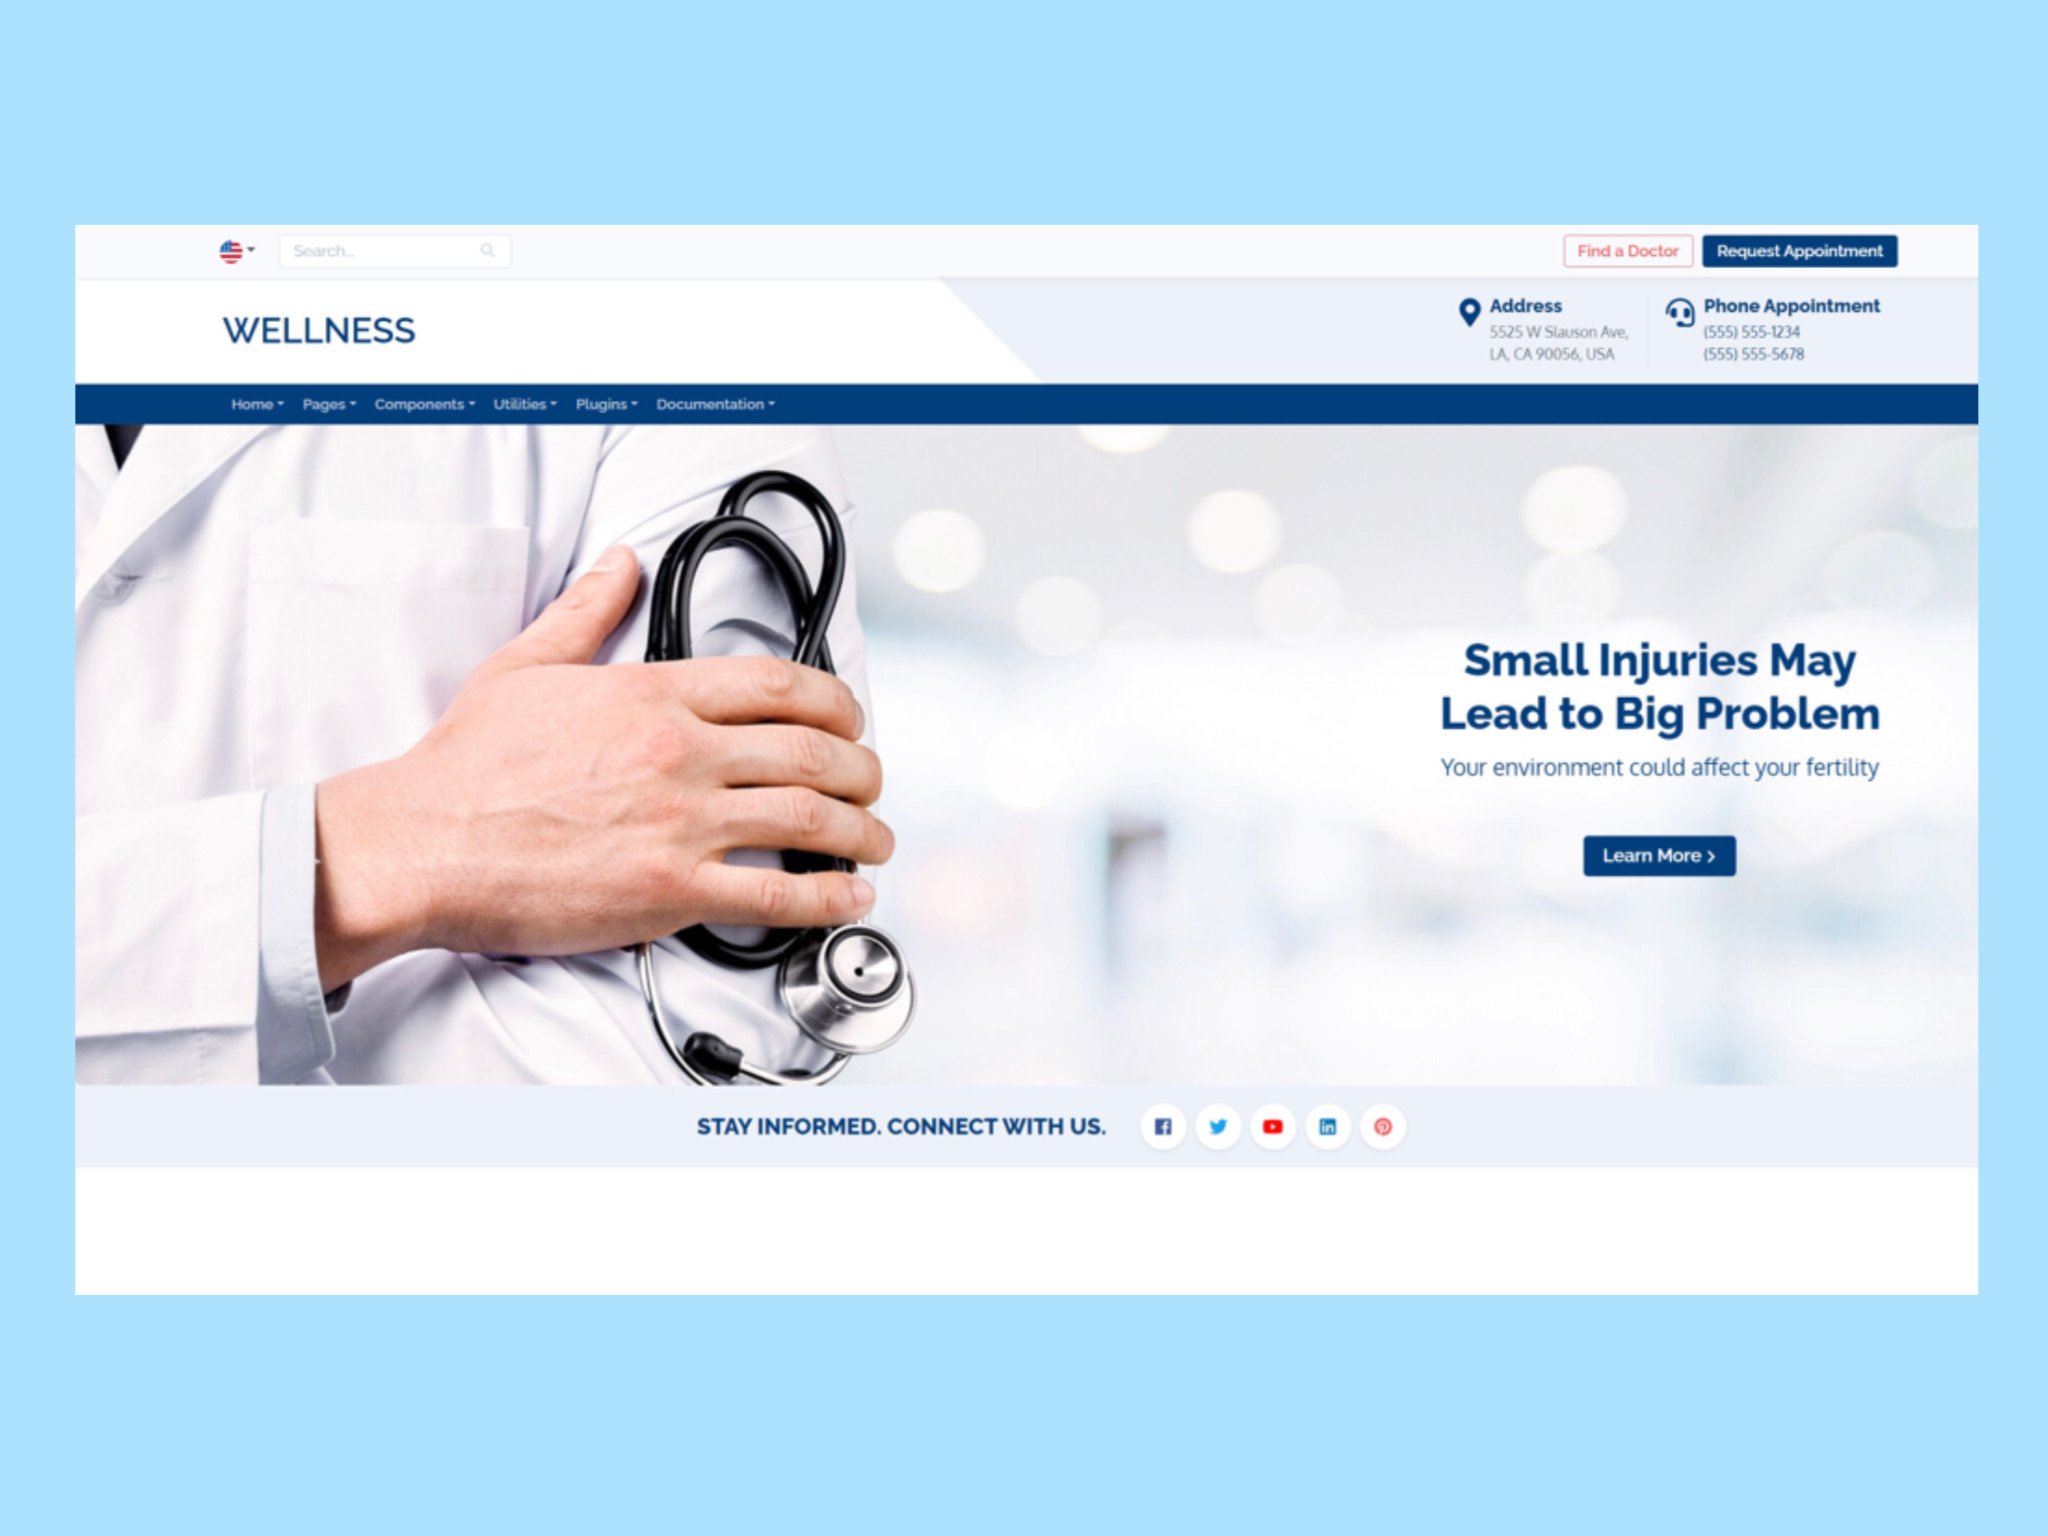 Search...
Find a Doctor
Request Appointment
WELLNESS
Address
5525 W Slauson Ave,
LA, CA 90056, USA
Phone Appointment
(555) 555-1234
(555) 555-5678
Home Pages Components Utilities Plugins Documentation
Small Injuries May
Lead to Big Problem
Your environment could affect your fertility
Learn More
STAY INFORMED. CONNECT WITH US.